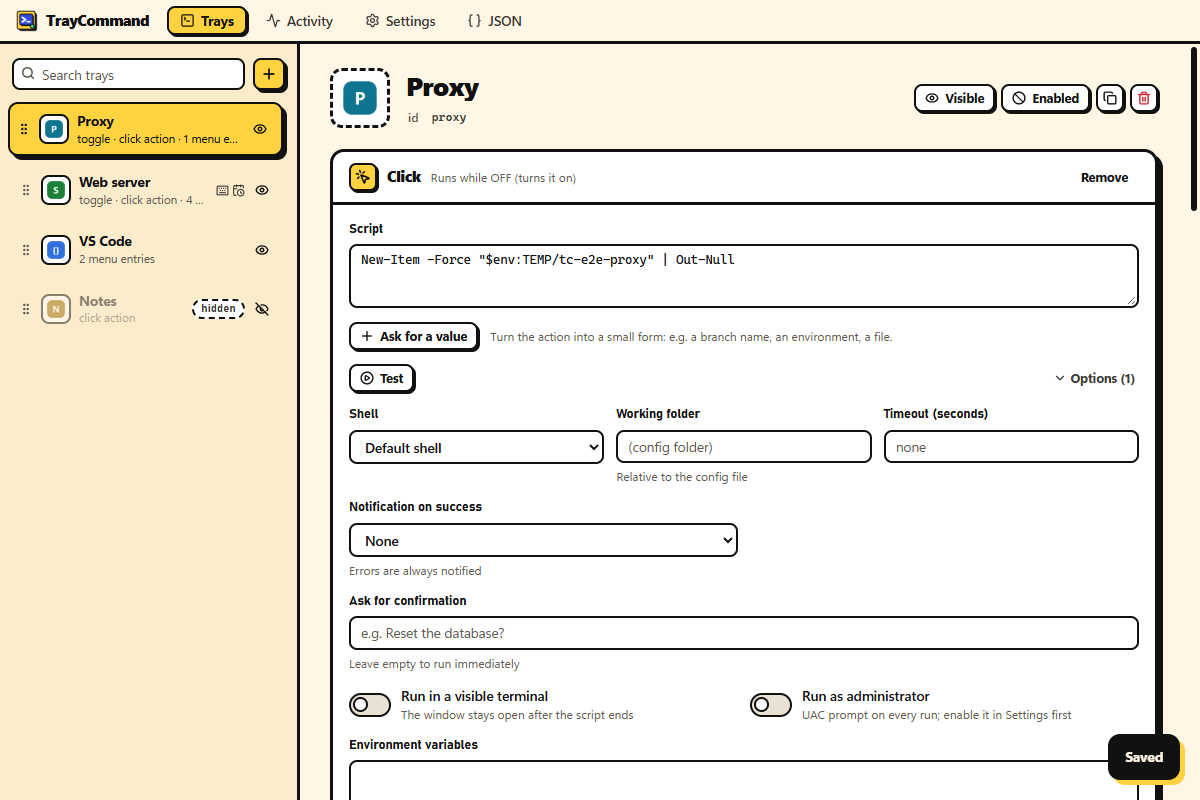 TrayCommand
Trays
Activity
Settings
{ } JSON
Search trays
P
Proxy
toggle · click action · 1 menu e...
S
Web server
toggle · click action · 4 ...
VS Code
2 menu entries
N
Notes
click action
hidden
P
Proxy
id proxy
Visible
Enabled
Click Runs while OFF (turns it on)
Remove
Script
New-Item -Force "$env:TEMP/tc-e2e-proxy" | Out-Null
+ Ask for a value
Turn the action into a small form: e.g. a branch name, an environment, a file.
Test
Options (1)
Shell
Working folder
Timeout (seconds)
Default shell
(config folder)
none
Relative to the config file
Notification on success
None
Errors are always notified
Ask for confirmation
e.g. Reset the database?
Leave empty to run immediately
Run in a visible terminal
The window stays open after the script ends
Run as administrator
UAC prompt on every run; enable it in Settings first
Environment variables
Saved